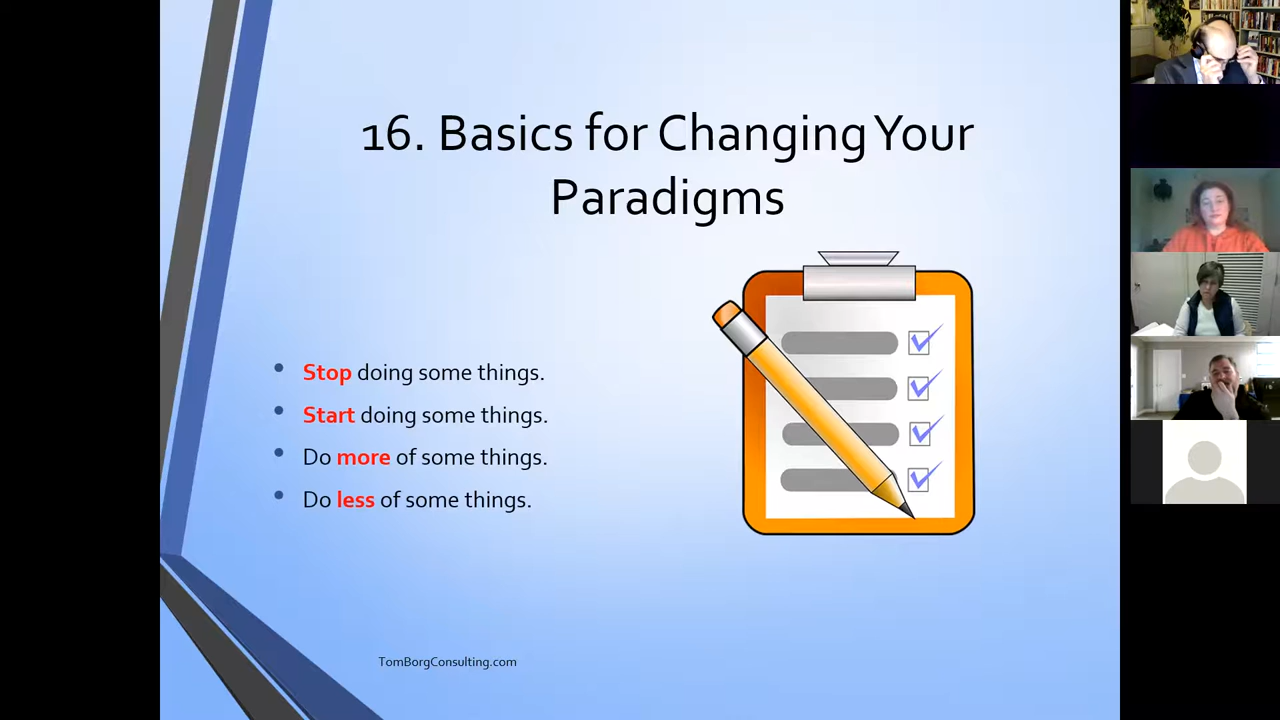 16. Basics for Changing Your
Paradigms
• Stop doing some things.
• Start doing some things.
• Do more of some things.
• Do less of some things.
TomBorgConsulting.com